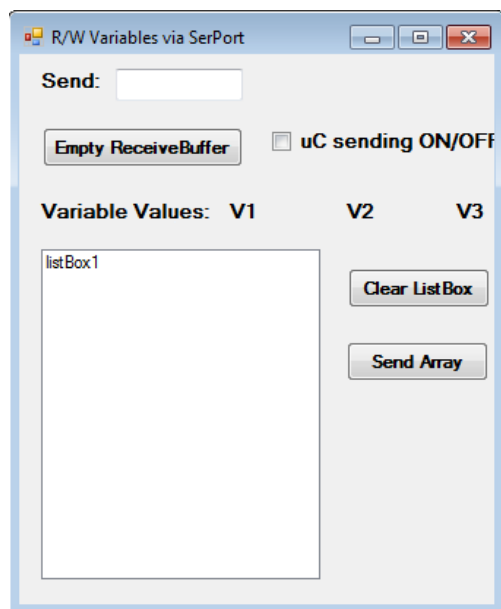 R/W Variables via SerPort
Send:
Empty ReceiveBuffer
uC sending ON/OFF
Variable Values: V1 V2 V3
listBox1
Clear ListBox
Send Array